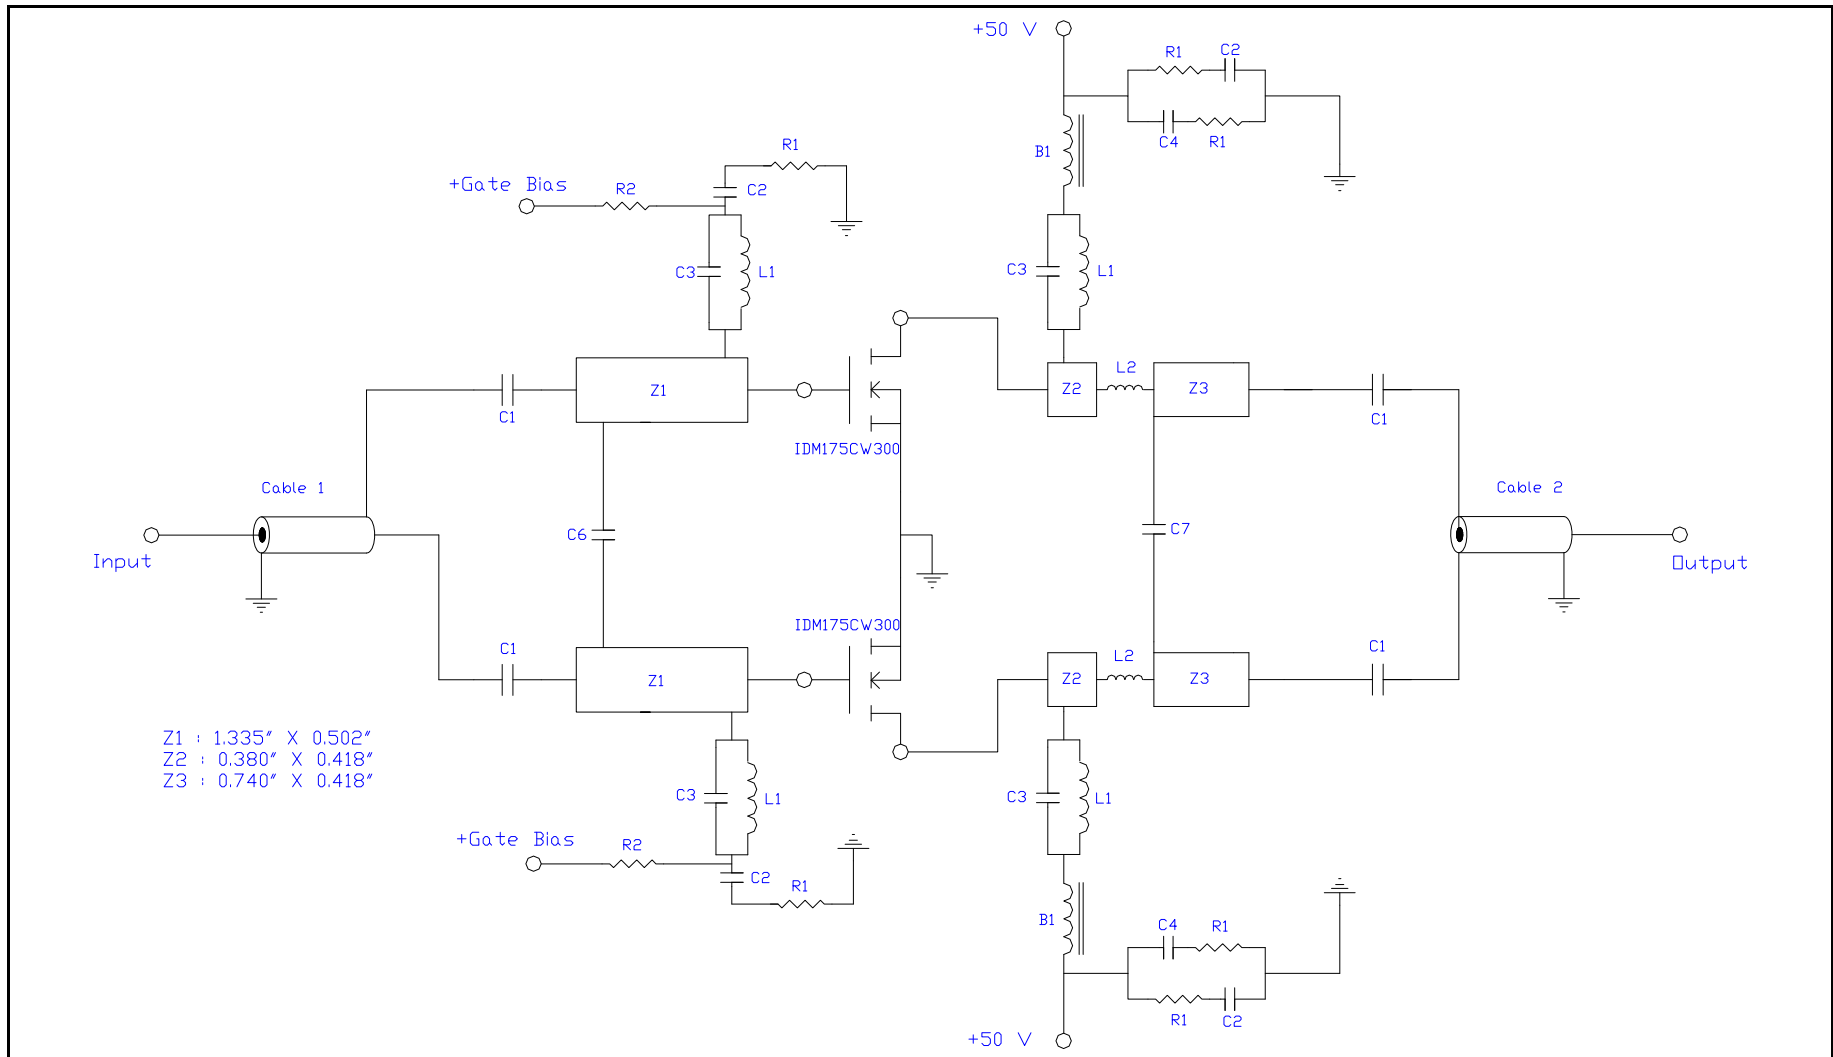 +50 V
R1
C2
C4
R1
B1
R1
+Gate Bias
R2
C2
C3
L1
C3
L1
Z1
C1
IDM175CW300
Z2
L2
Z3
C1
Cable 1
Cable 2
C6
C7
Input
Output
IDM175CW300
C1
Z1
Z2
L2
Z3
C1
Z1 : 1.335" X 0.502"
Z2 : 0.380" X 0.418"
Z3 : 0.740" X 0.418"
C3
L1
C3
L1
+Gate Bias
R2
C2
R1
B1
C4
R1
R1
C2
+50 V